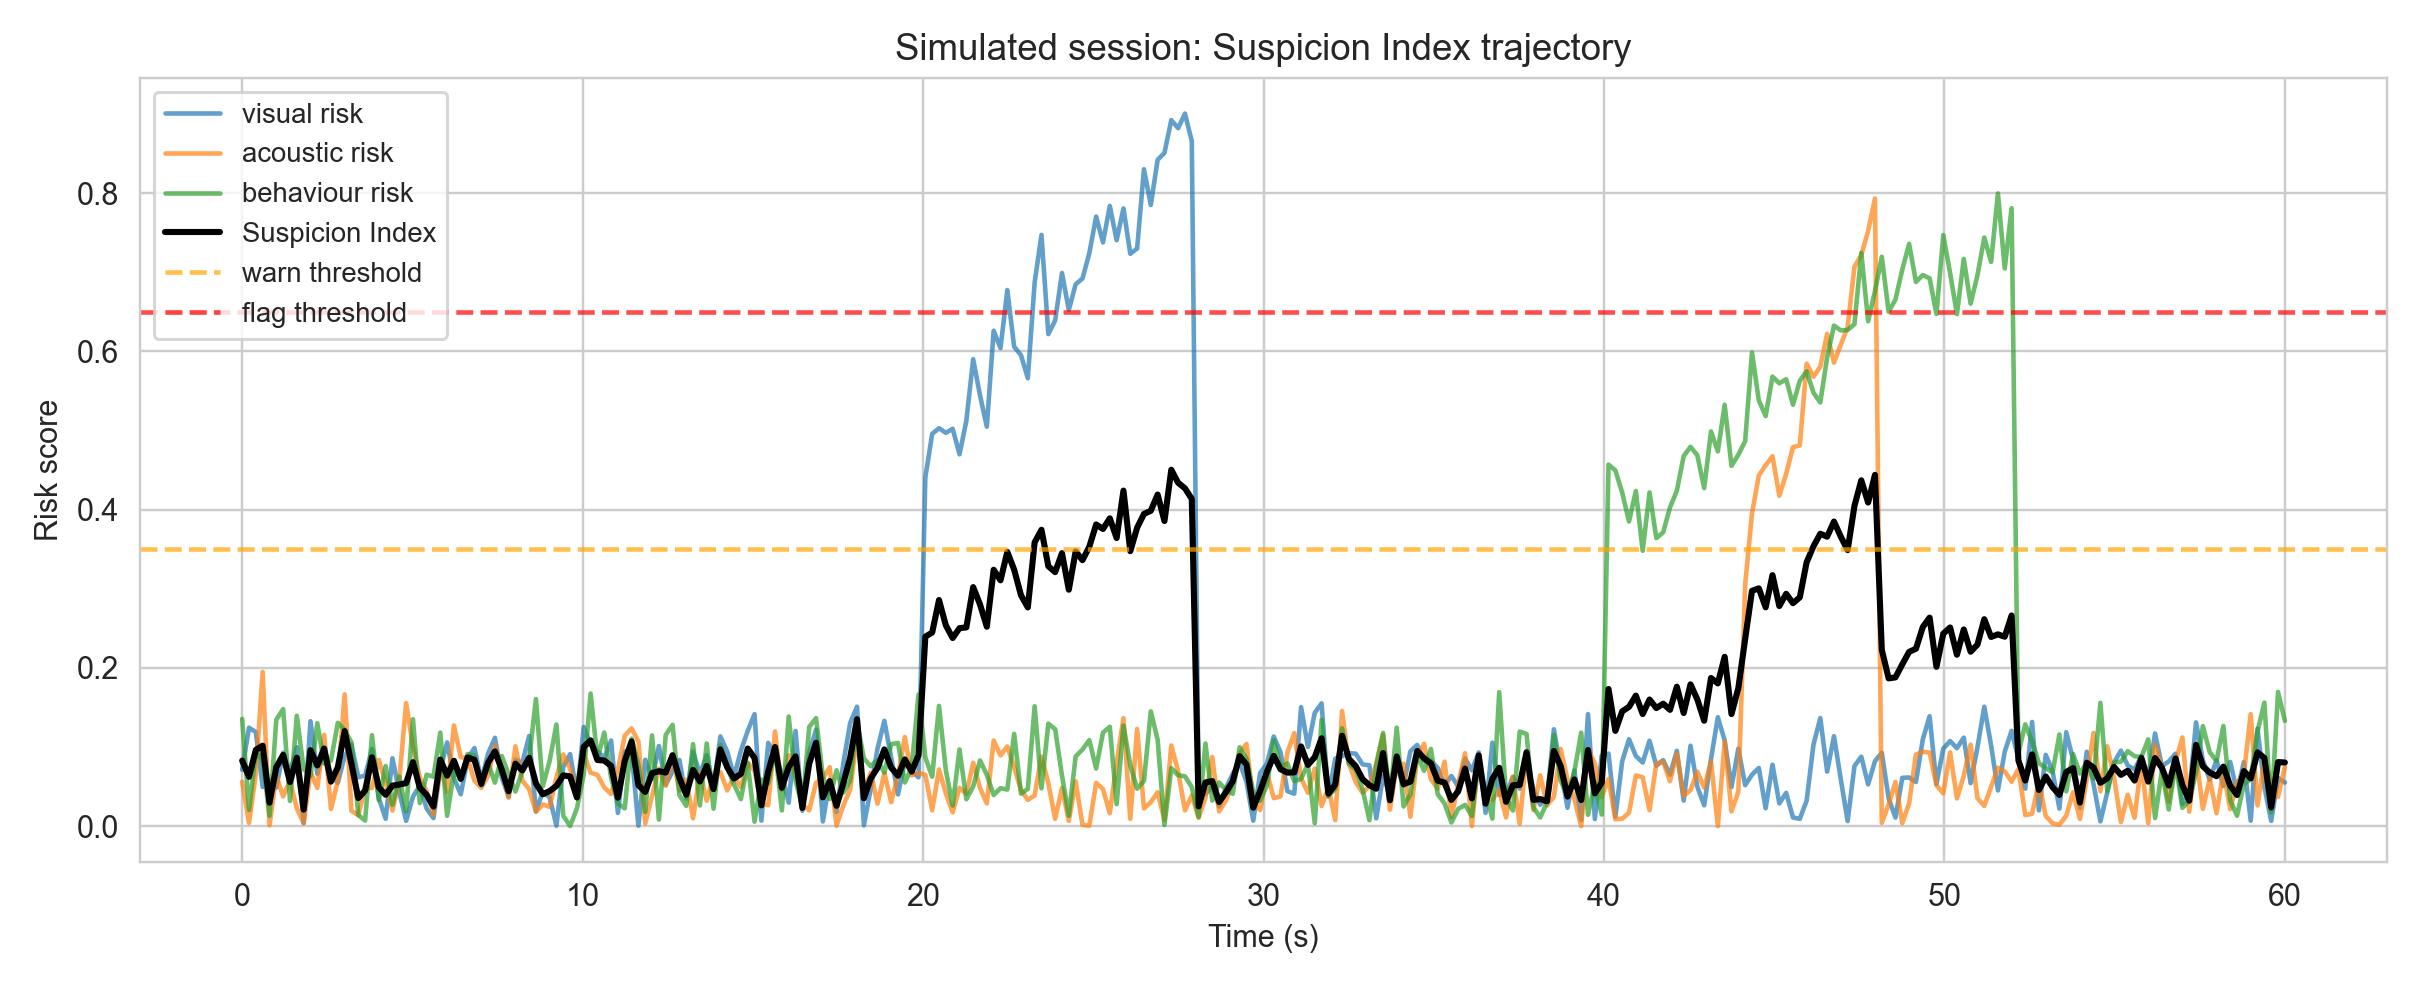 Simulated session: Suspicion Index trajectory
visual risk
acoustic risk
behaviour risk
Suspicion Index
warn threshold
flag threshold
Risk score
0.8
0.6
0.4
0.2
0.0
0 10 20 30 40 50 60
Time (s)